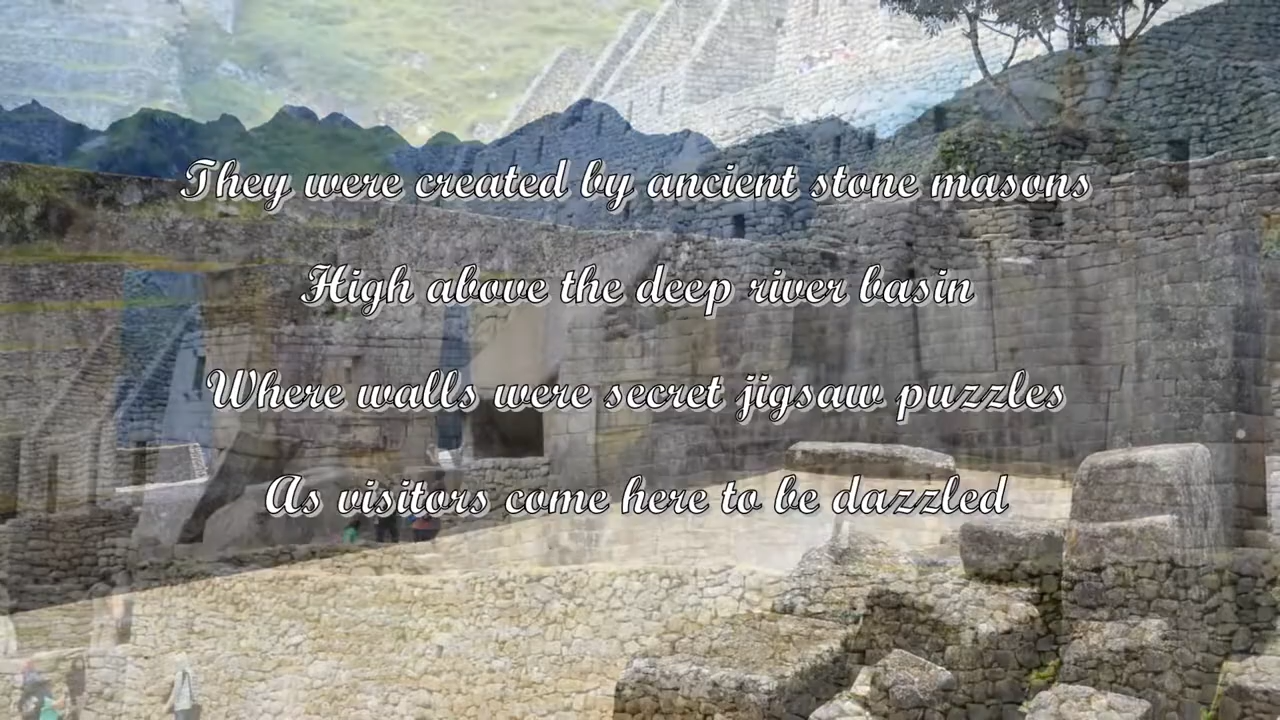 They were created by ancient stone masons
High above the deep river basin
Where walls were secret jigsaw puzzles
As visitors come here to be dazzled